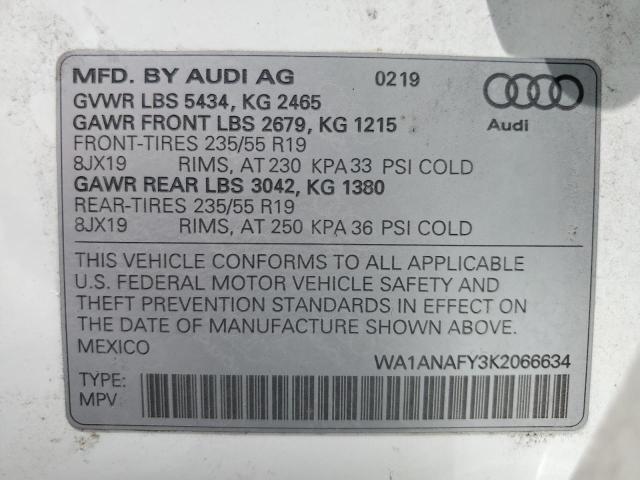 MFD. BY AUDI AG 0219
GVWR LBS 5434, KG 2465
GAWR FRONT LBS 2679, KG 1215
Audi
FRONT-TIRES 235/55 R19
8JX19 RIMS, AT 230 KPA 33 PSI COLD
GAWR REAR LBS 3042, KG 1380
REAR-TIRES 235/55 R19
8JX19 RIMS, AT 250 KPA 36 PSI COLD
THIS VEHICLE CONFORMS TO ALL APPLICABLE
U.S. FEDERAL MOTOR VEHICLE SAFETY AND
THEFT PREVENTION STANDARDS IN EFFECT ON
THE DATE OF MANUFACTURE SHOWN ABOVE.
MEXICO
WA1ANAFY3K2066634
TYPE:
MPV